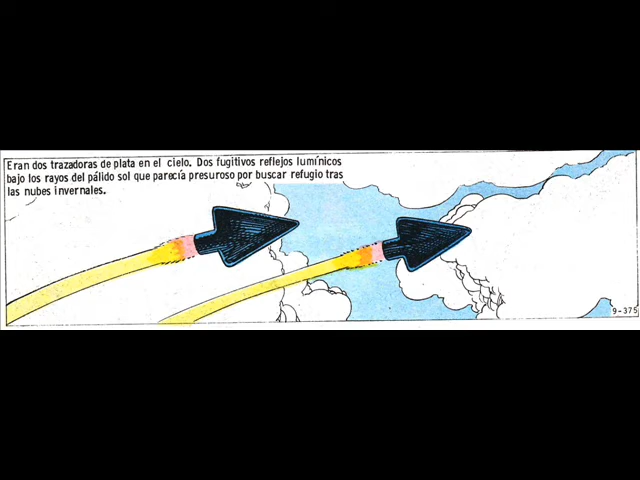 Eran dos trazadoras de plata en el cielo. Dos fugitivos reflejos lumínicos
bajo los rayos del pálido sol que parecía presuroso por buscar refugio tras
las nubes invernales.
9-375